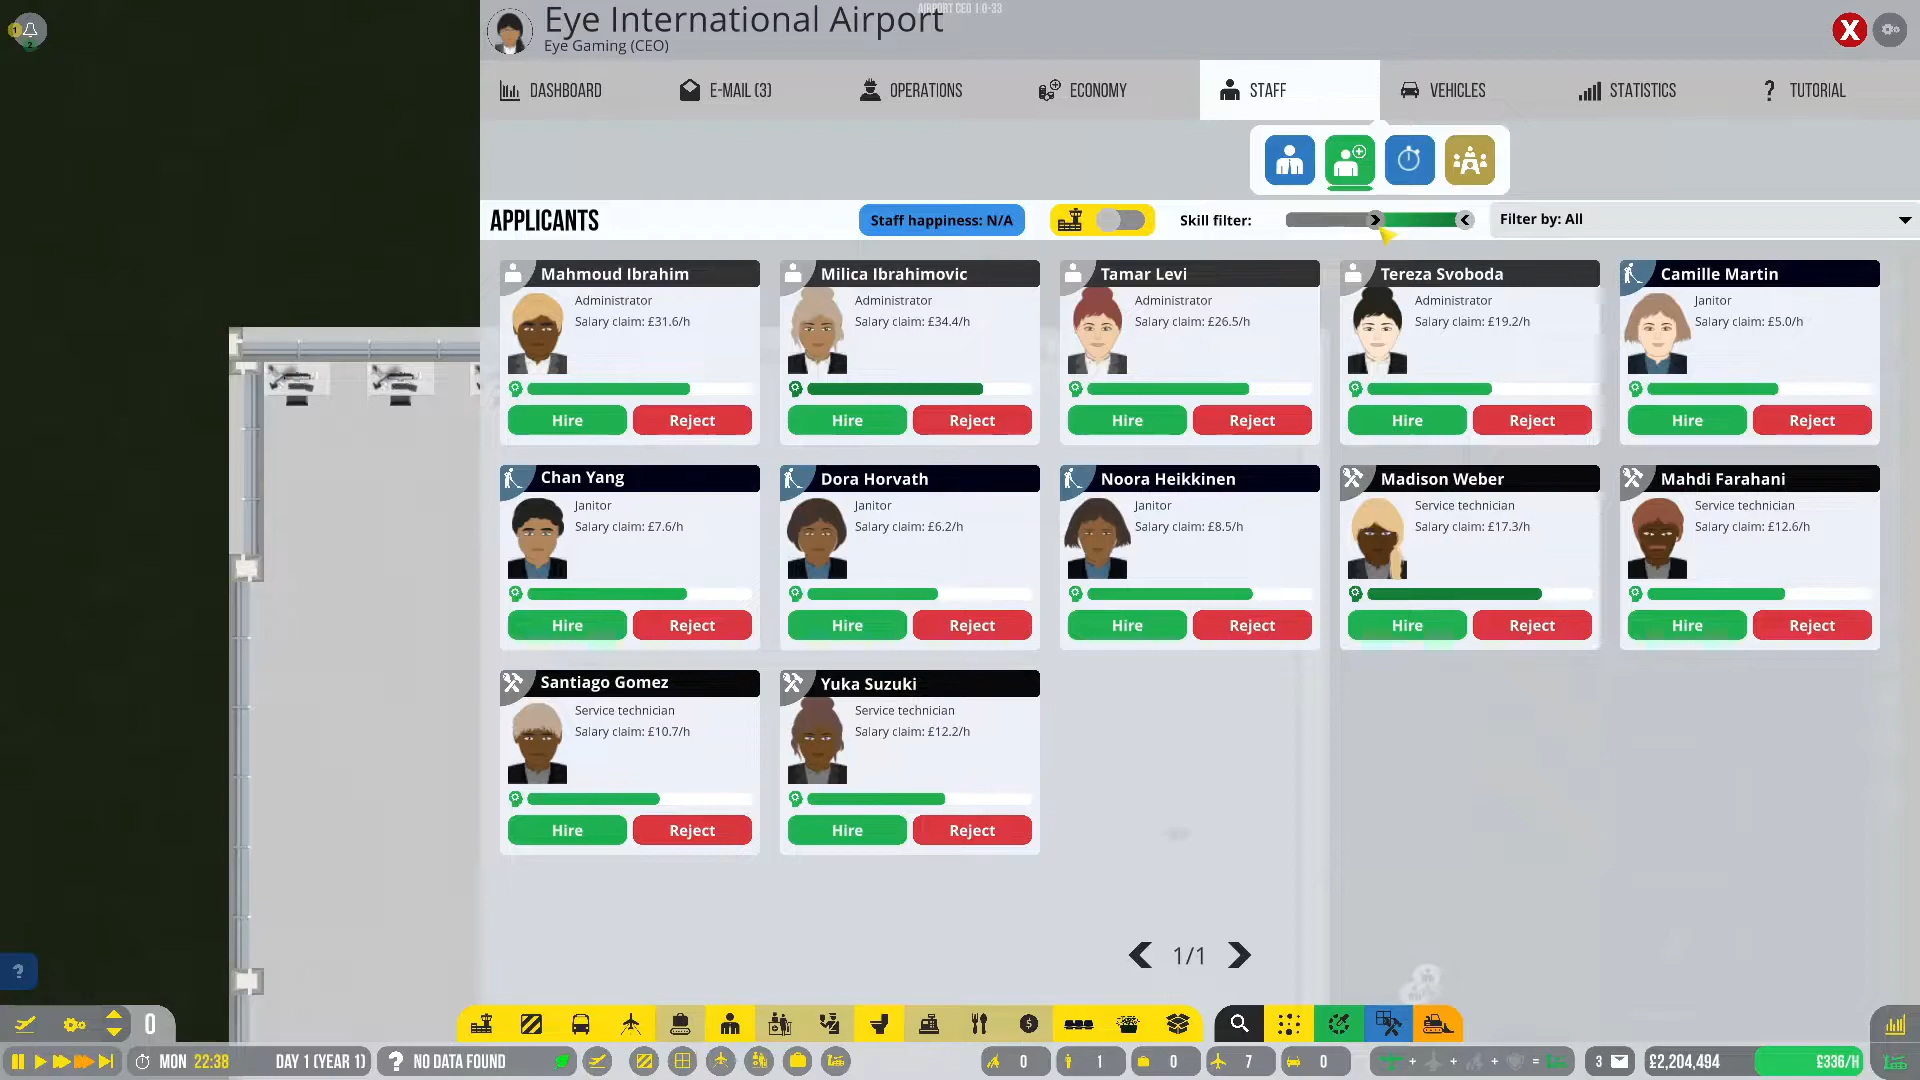 AIRPORT CEO | 0-33
Eye International Airport
Eye Gaming (CEO)
X
DASHBOARD
E-MAIL (3)
OPERATIONS
ECONOMY
STAFF
VEHICLES
STATISTICS
? TUTORIAL
APPLICANTS
Staff happiness: N/A
Skill filter:
Filter by: All
Mahmoud Ibrahim
Administrator
Salary claim: £31.6/h
Hire
Reject
Milica Ibrahimovic
Administrator
Salary claim: £34.4/h
Hire
Reject
Tamar Levi
Administrator
Salary claim: £26.5/h
Hire
Reject
Tereza Svoboda
Administrator
Salary claim: £19.2/h
Hire
Reject
Camille Martin
Janitor
Salary claim: £5.0/h
Hire
Reject
Chan Yang
Janitor
Salary claim: £7.6/h
Hire
Reject
Dora Horvath
Janitor
Salary claim: £6.2/h
Hire
Reject
Noora Heikkinen
Janitor
Salary claim: £8.5/h
Hire
Reject
Madison Weber
Service technician
Salary claim: £17.3/h
Hire
Reject
Mahdi Farahani
Service technician
Salary claim: £12.6/h
Hire
Reject
Santiago Gomez
Service technician
Salary claim: £10.7/h
Hire
Reject
Yuka Suzuki
Service technician
Salary claim: £12.2/h
Hire
Reject
1/1
?
0
MON 22:38
DAY 1 (YEAR 1)
? NO DATA FOUND
0
1
0
7
0
+ + + =
3
£2,204,494
£336/H